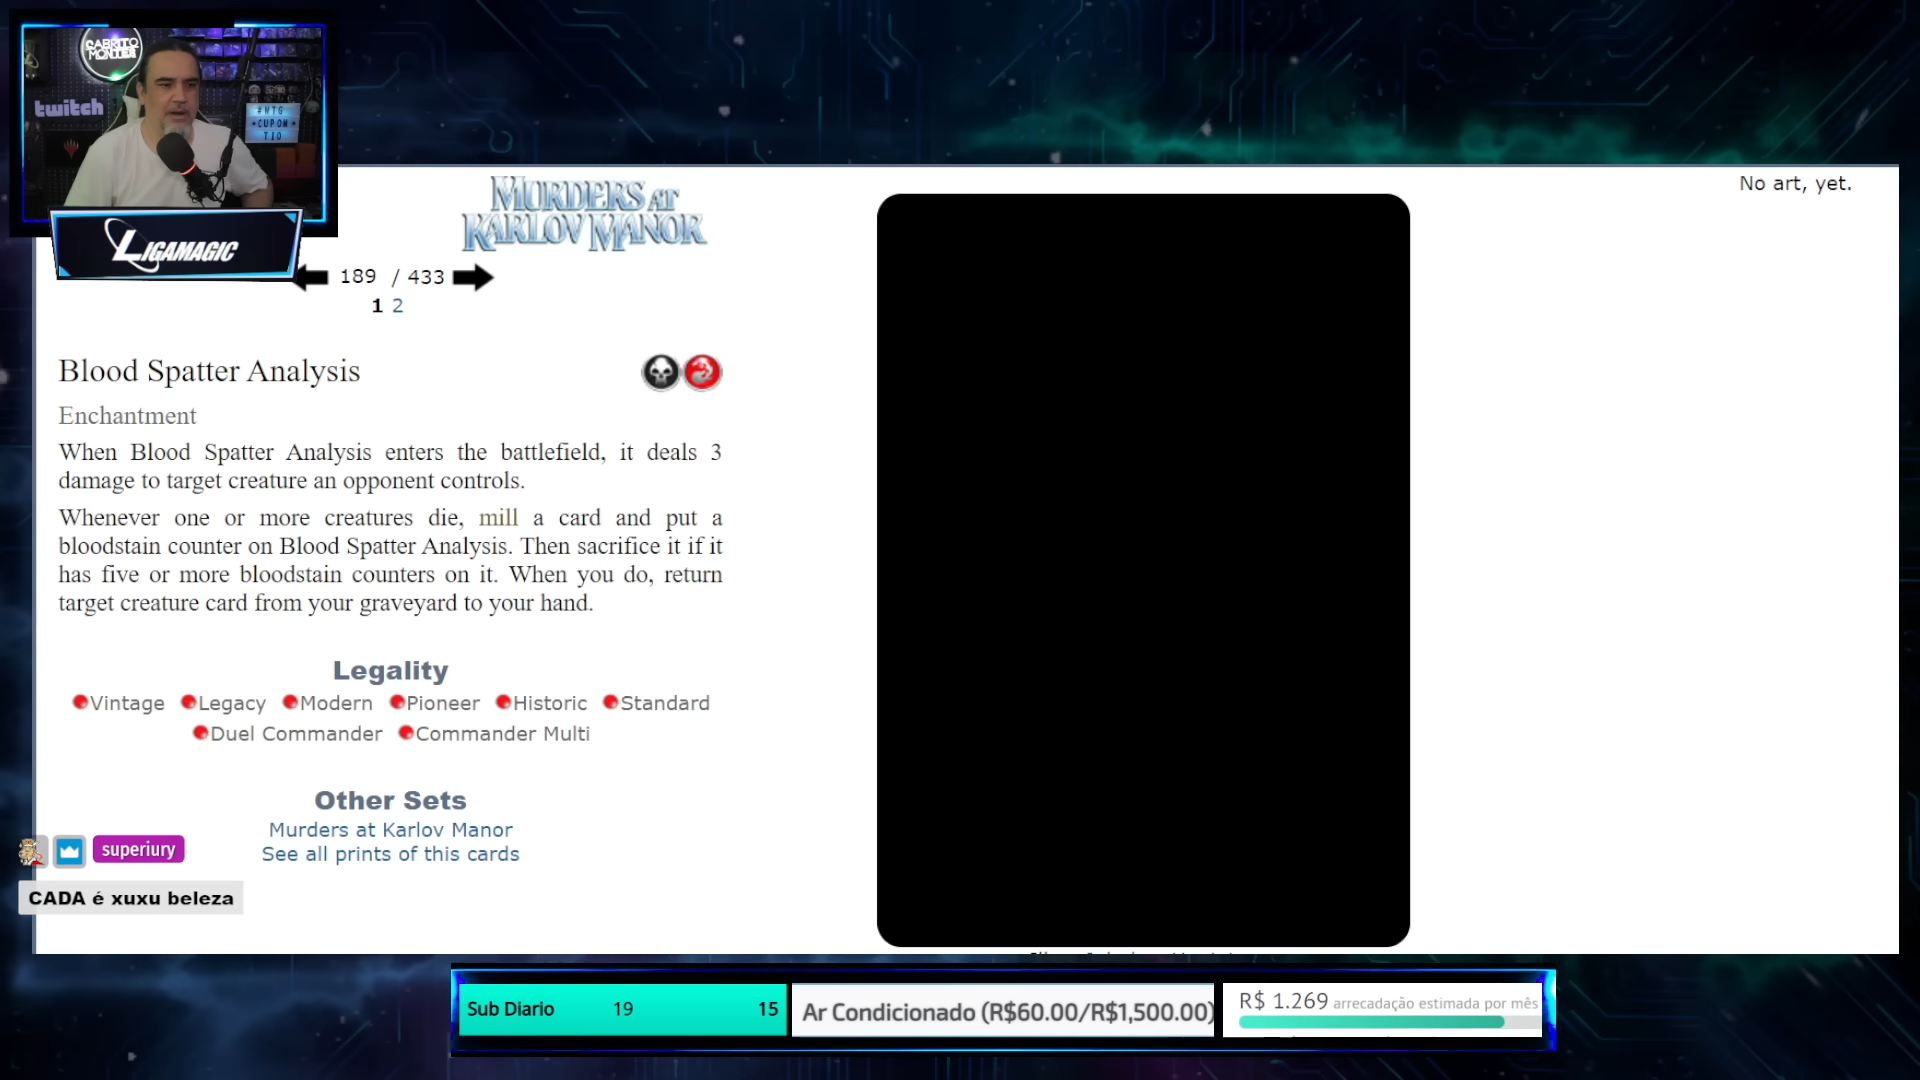 CABRITO
MONTES
twitch
#MTG
*CUPOM*
TIO
LIGAMAGIC
MURDERS AT
KARLOV MANOR
No art, yet.
189 / 433
1 2
Blood Spatter Analysis
Enchantment
When Blood Spatter Analysis enters the battlefield, it deals 3
damage to target creature an opponent controls.
Whenever one or more creatures die, mill a card and put a
bloodstain counter on Blood Spatter Analysis. Then sacrifice it if it
has five or more bloodstain counters on it. When you do, return
target creature card from your graveyard to your hand.
Legality
Vintage Legacy Modern Pioneer Historic Standard
Duel Commander Commander Multi
Other Sets
Murders at Karlov Manor
See all prints of this cards
superiury
CADA é xuxu beleza
Sub Diario 19 15
Ar Condicionado (R$60.00/R$1,500.00)
R$ 1.269 arrecadação estimada por mês